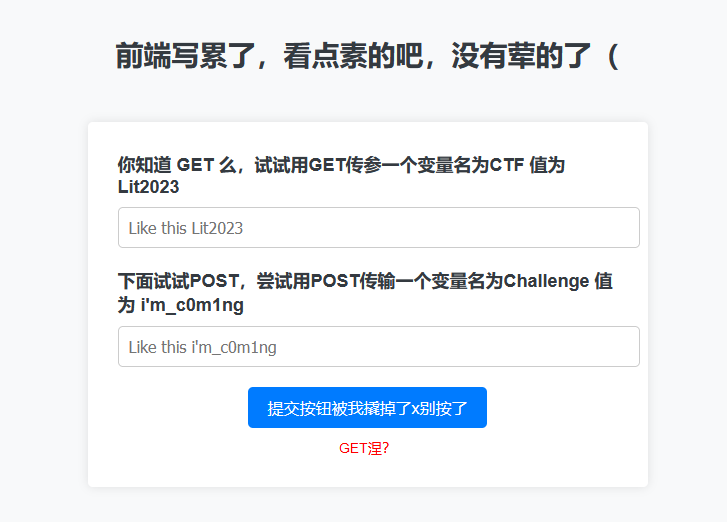 前端写累了，看点素的吧，没有荤的了（
你知道 GET 么，试试用GET传参一个变量名为CTF 值为
Lit2023
Like this Lit2023
下面试试POST，尝试用POST传输一个变量名为Challenge 值
为 i'm_c0m1ng
Like this i'm_c0m1ng
提交按钮被我撬掉了x别按了
GET涅?